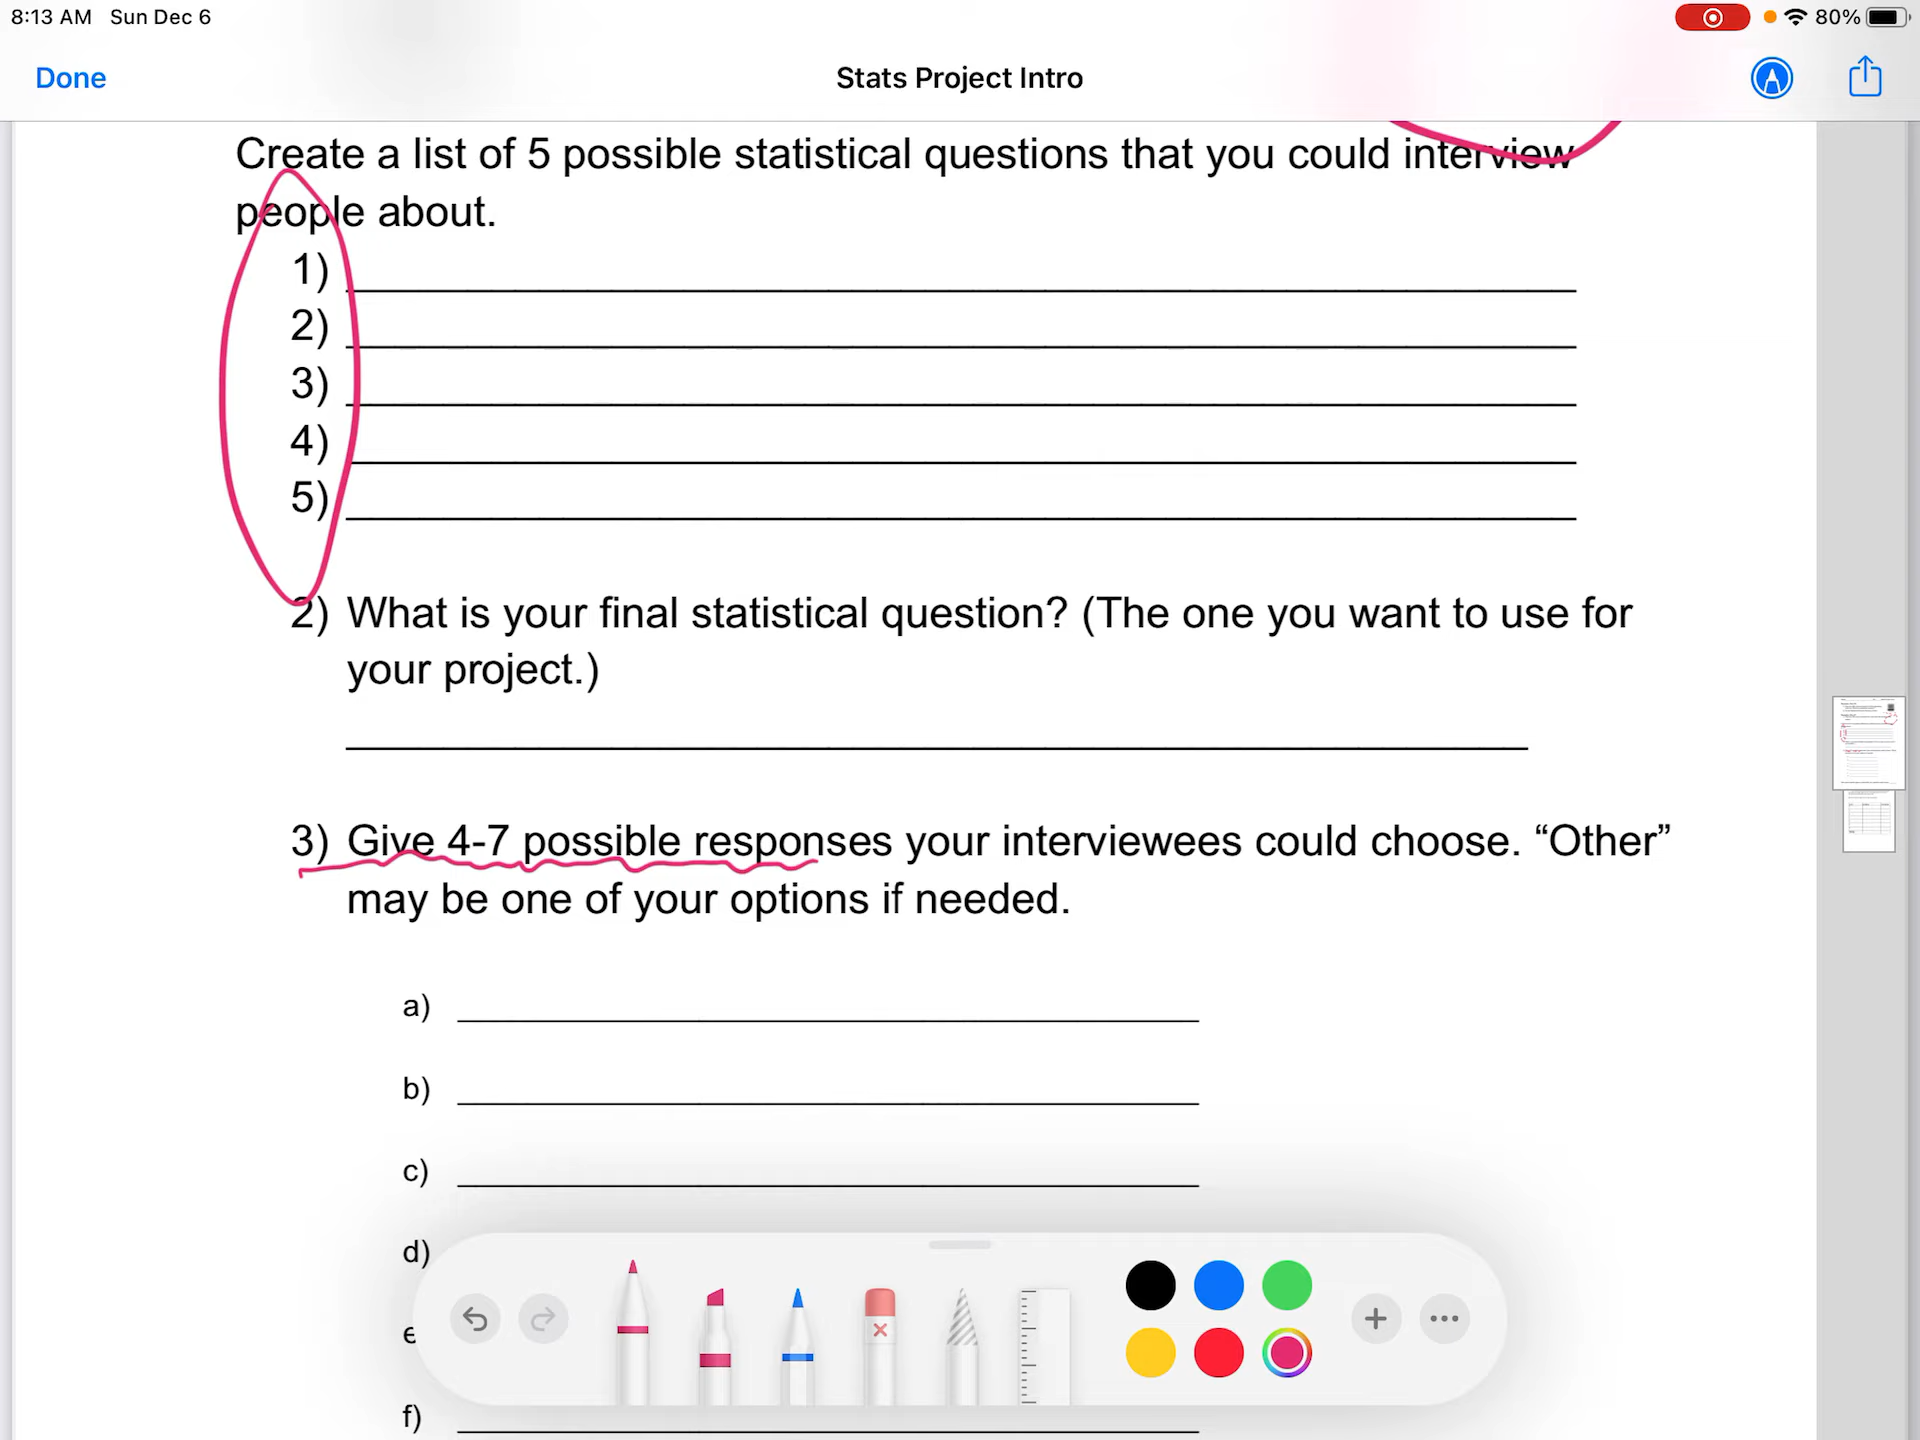 8:13 AM Sun Dec 6 80%
Done Stats Project Intro
Create a list of 5 possible statistical questions that you could interview
people about.
1)
2)
3)
4)
5)
2) What is your final statistical question? (The one you want to use for
your project.)
3) Give 4-7 possible responses your interviewees could choose. “Other”
may be one of your options if needed.
a)
b)
c)
d)
e
f)